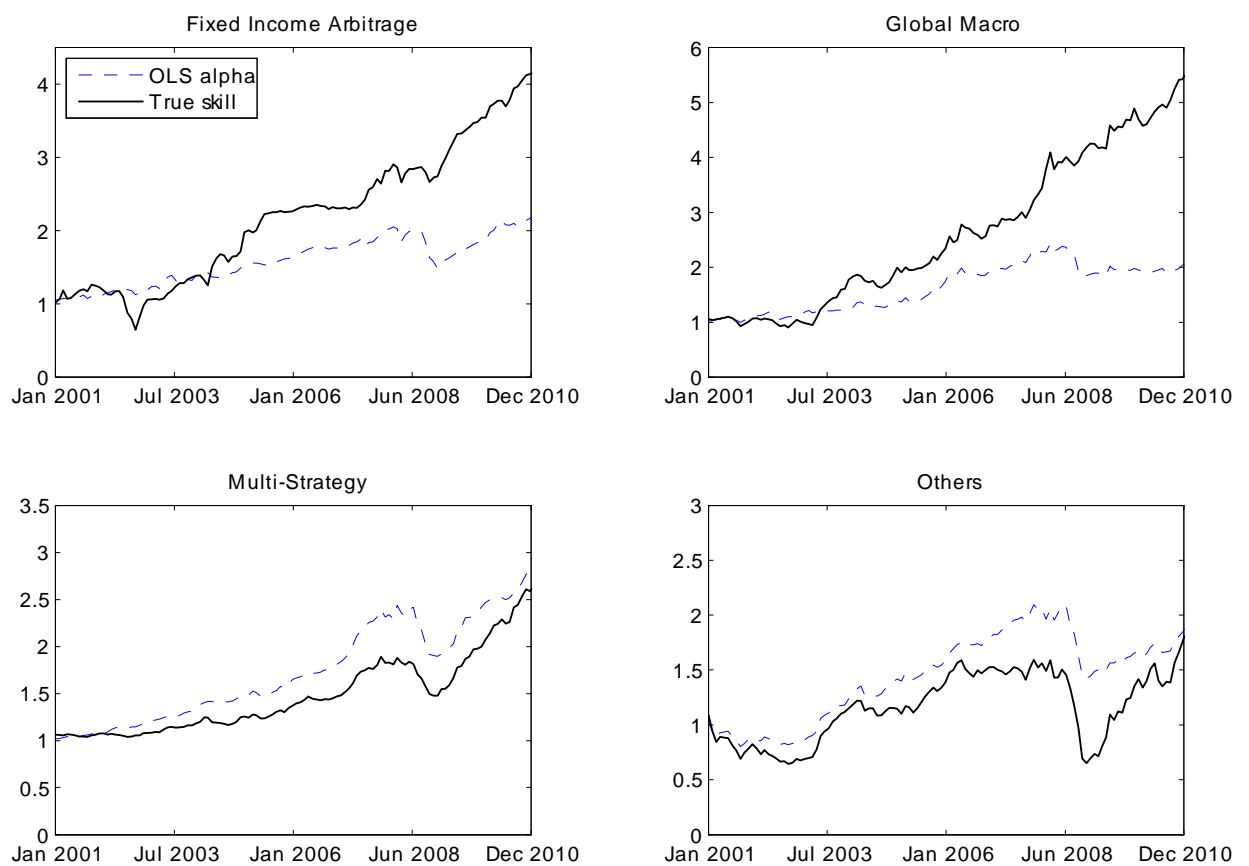 Fixed Income Arbitrage
4
3
2
1
0
OLS alpha
True skill
Jan 2001 Jul 2003 Jan 2006 Jun 2008 Dec 2010
Global Macro
6
5
4
3
2
1
0
Jan 2001 Jul 2003 Jan 2006 Jun 2008 Dec 2010
Multi-Strategy
3.5
3
2.5
2
1.5
1
0.5
0
Jan 2001 Jul 2003 Jan 2006 Jun 2008 Dec 2010
Others
3
2.5
2
1.5
1
0.5
0
Jan 2001 Jul 2003 Jan 2006 Jun 2008 Dec 2010